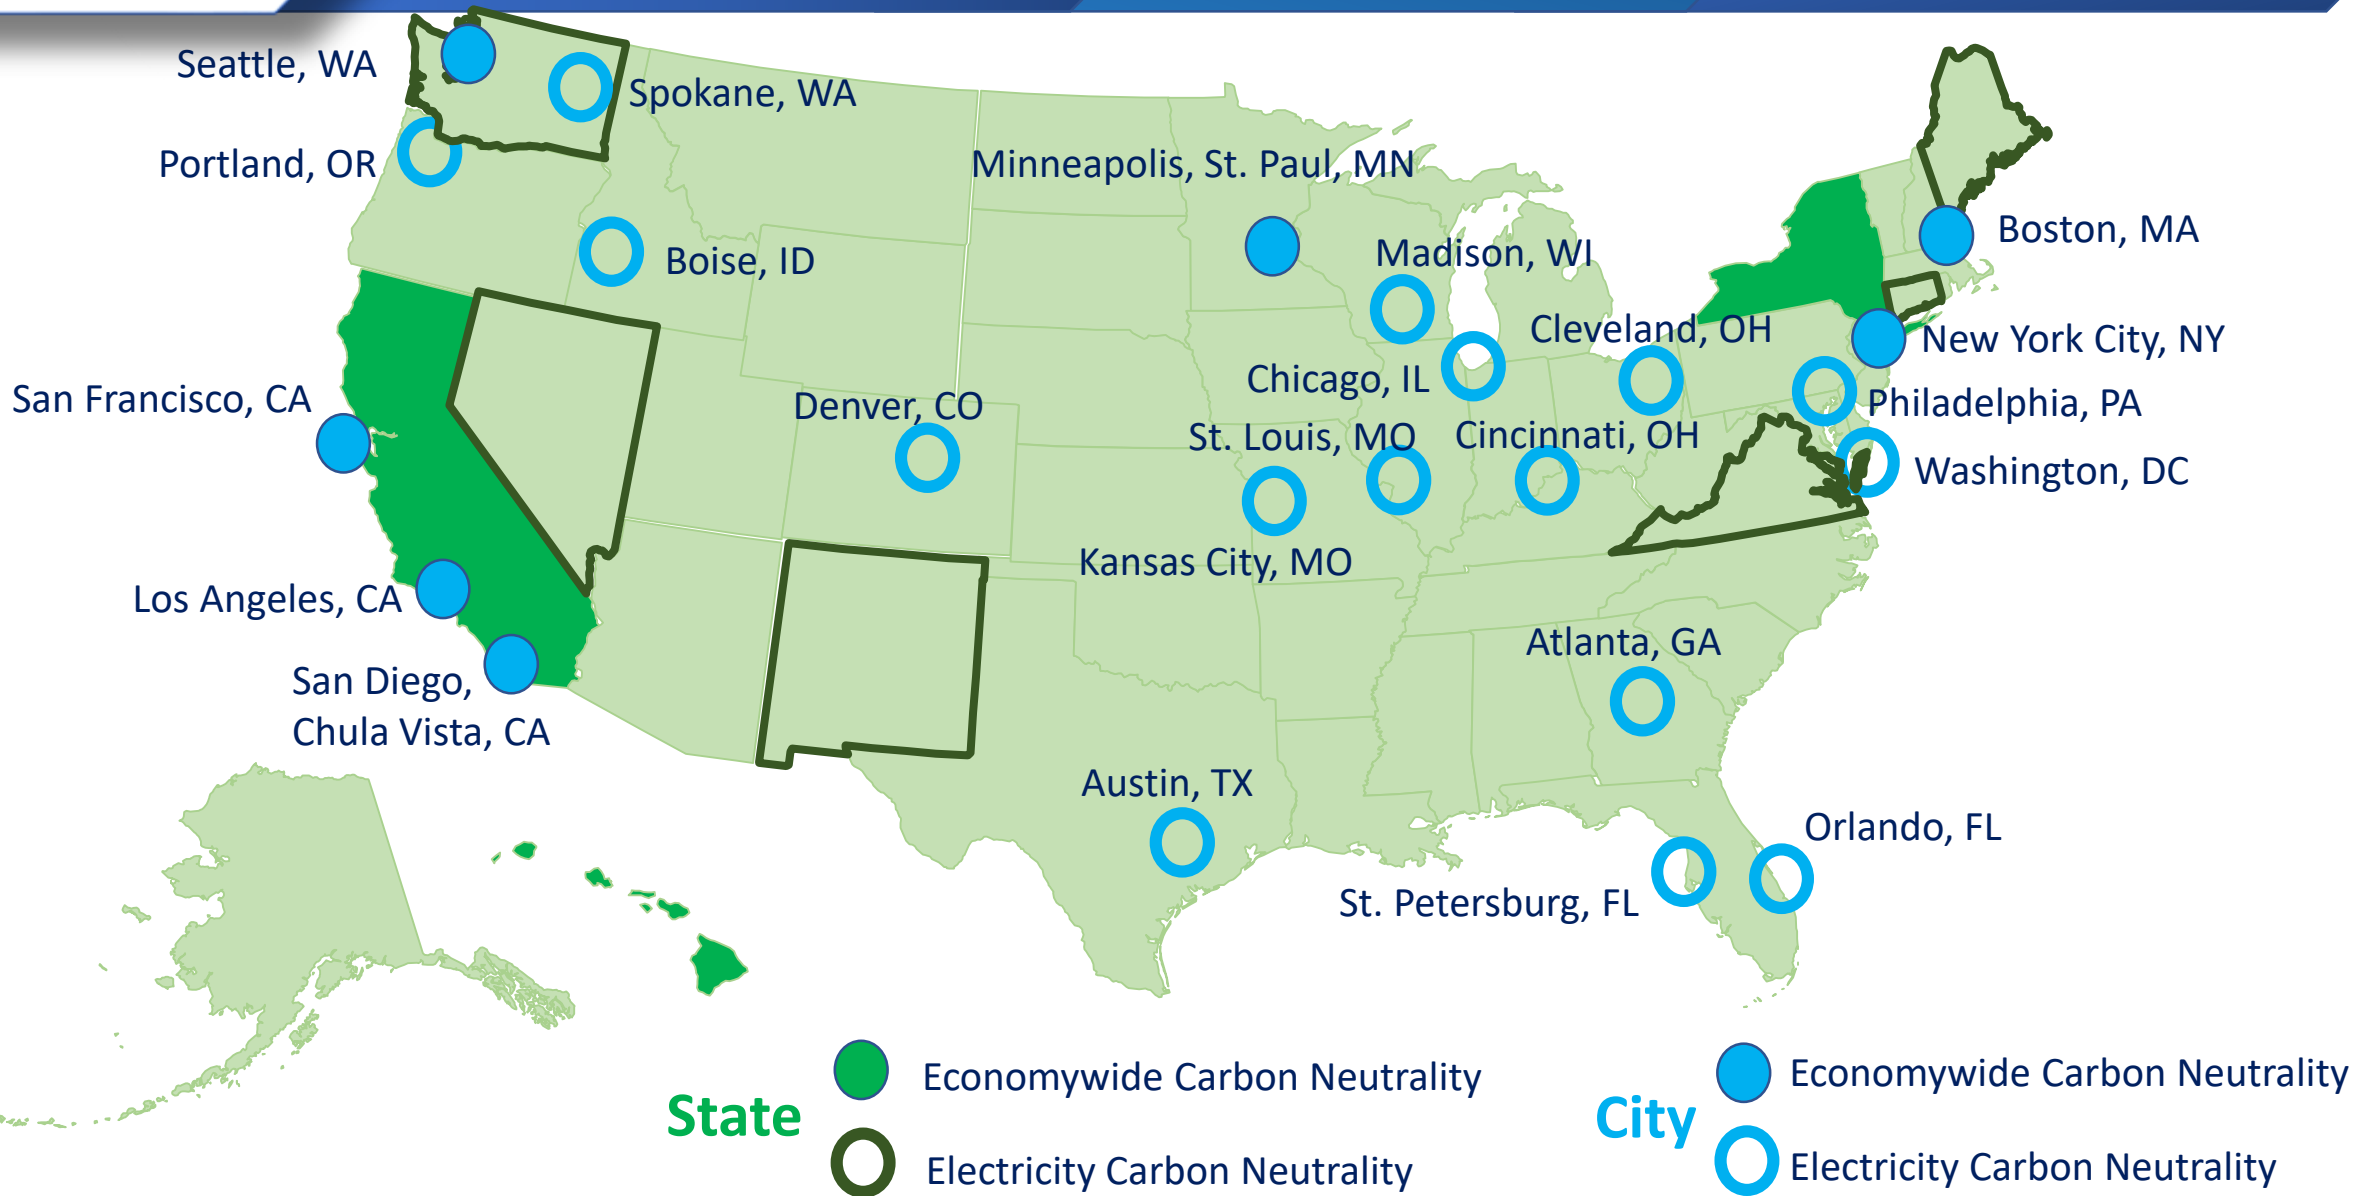 Seattle, WA
Spokane, WA
Portland, OR
Minneapolis, St. Paul, MN
Boise, ID
Madison, WI
Boston, MA
Cleveland, OH
New York City, NY
Chicago, IL
San Francisco, CA
Denver, CO
Philadelphia, PA
St. Louis, MO
Cincinnati, OH
Washington, DC
Kansas City, MO
Los Angeles, CA
Atlanta, GA
San Diego,
Chula Vista, CA
Austin, TX
Orlando, FL
St. Petersburg, FL
State
Economywide Carbon Neutrality
Electricity Carbon Neutrality
City
Economywide Carbon Neutrality
Electricity Carbon Neutrality